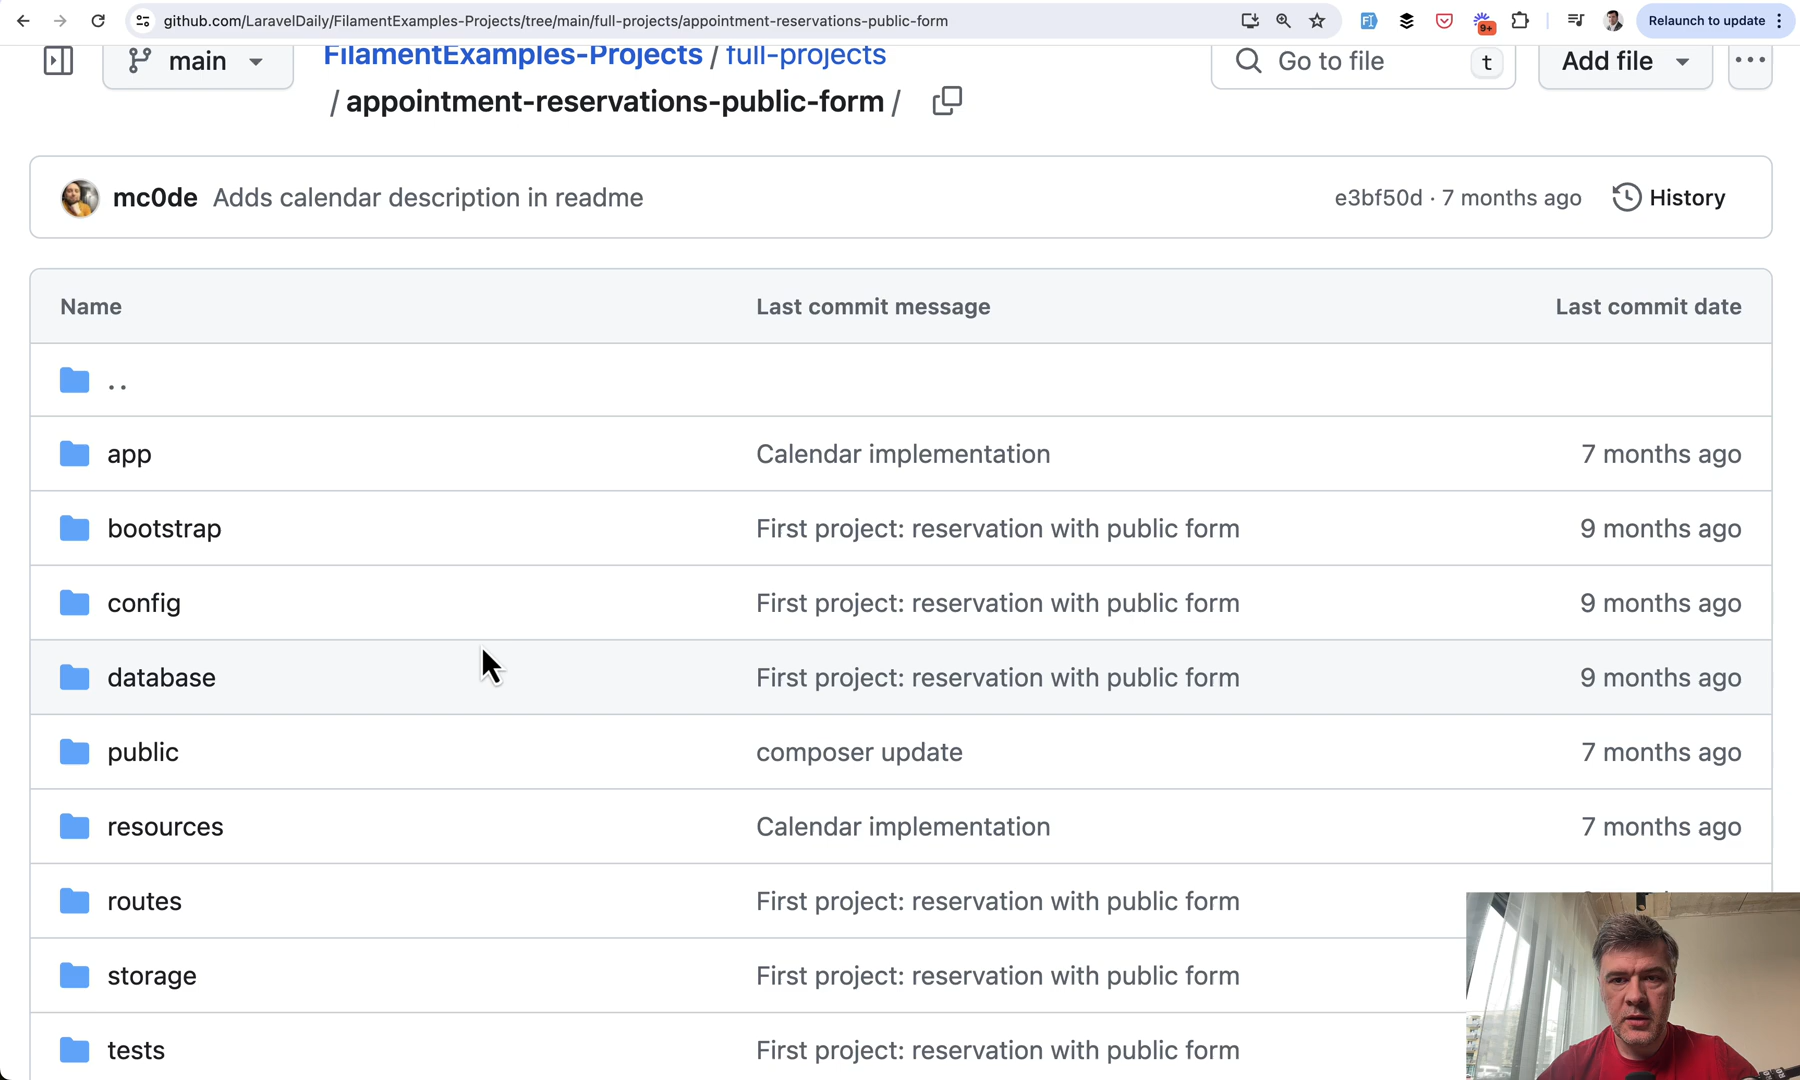 github.com/LaravelDaily/FilamentExamples-Projects/tree/main/full-projects/appointment-reservations-public-form
9+
Relaunch to update
main
FilamentExamples-Projects / full-projects
/ appointment-reservations-public-form /
Go to file
t
Add file
mc0de Adds calendar description in readme
e3bf50d · 7 months ago
History
Name Last commit message Last commit date
..
app Calendar implementation 7 months ago
bootstrap First project: reservation with public form 9 months ago
config First project: reservation with public form 9 months ago
database First project: reservation with public form 9 months ago
public composer update 7 months ago
resources Calendar implementation 7 months ago
routes First project: reservation with public form
storage First project: reservation with public form
tests First project: reservation with public form